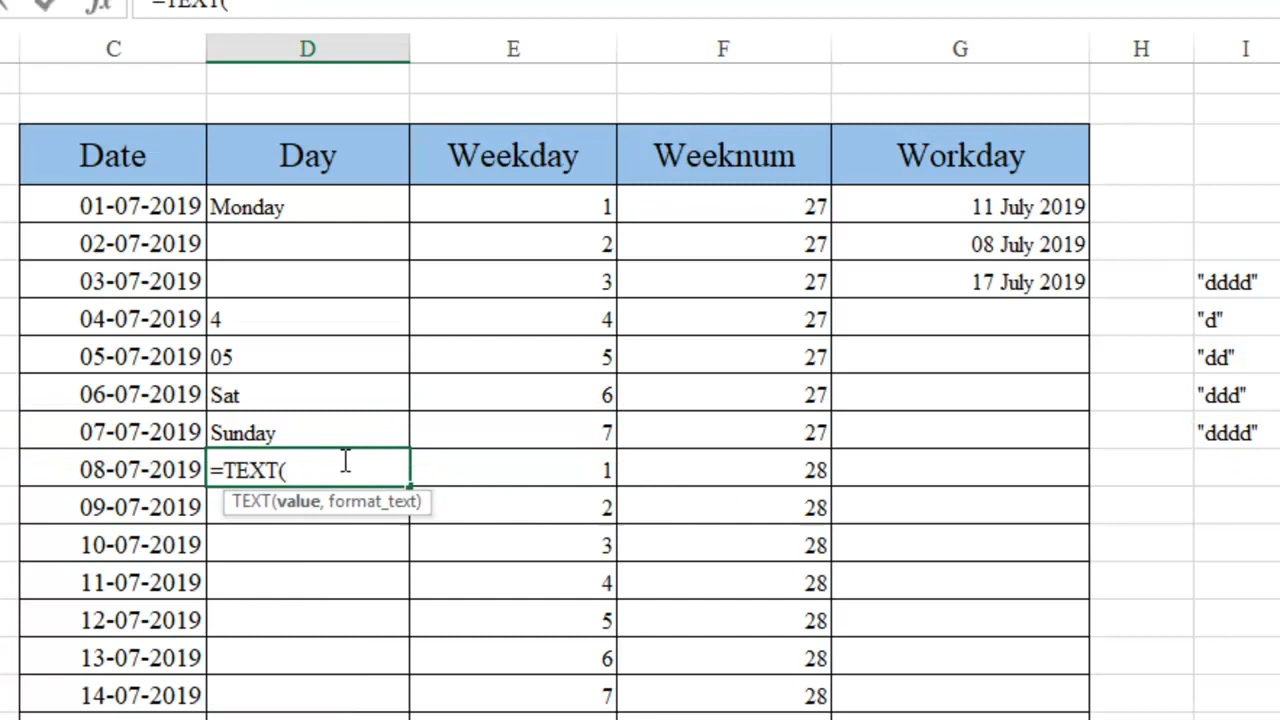 =TEXT(
C D E F G H I
Date Day Weekday Weeknum Workday
01-07-2019 Monday 1 27 11 July 2019
02-07-2019 2 27 08 July 2019
03-07-2019 3 27 17 July 2019 "dddd"
04-07-2019 4 4 27 "d"
05-07-2019 05 5 27 "dd"
06-07-2019 Sat 6 27 "ddd"
07-07-2019 Sunday 7 27 "dddd"
08-07-2019 =TEXT( 1 28
09-07-2019 TEXT(value, format_text) 2 28
10-07-2019 3 28
11-07-2019 4 28
12-07-2019 5 28
13-07-2019 6 28
14-07-2019 7 28